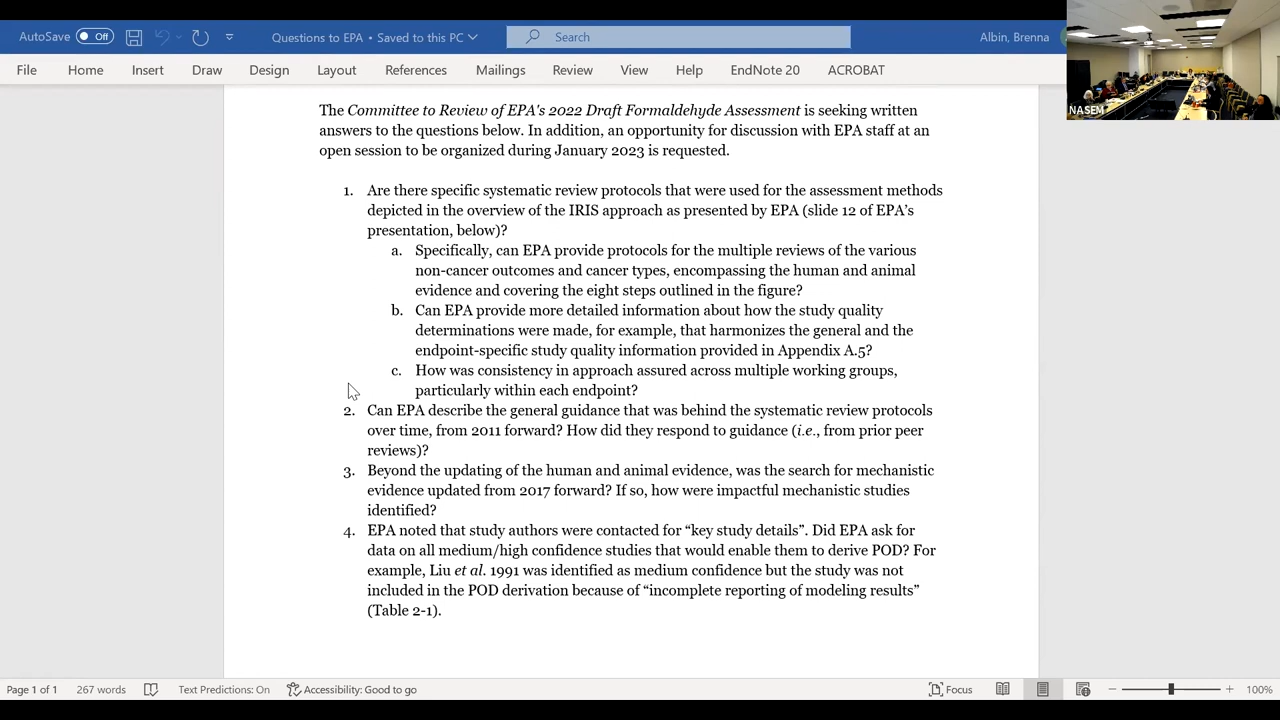 AutoSave Off Questions to EPA • Saved to this PC Search Albin, Brenna
File Home Insert Draw Design Layout References Mailings Review View Help EndNote 20 ACROBAT
NASEM
The Committee to Review of EPA's 2022 Draft Formaldehyde Assessment is seeking written
answers to the questions below. In addition, an opportunity for discussion with EPA staff at an
open session to be organized during January 2023 is requested.
1. Are there specific systematic review protocols that were used for the assessment methods
depicted in the overview of the IRIS approach as presented by EPA (slide 12 of EPA's
presentation, below)?
a. Specifically, can EPA provide protocols for the multiple reviews of the various
non-cancer outcomes and cancer types, encompassing the human and animal
evidence and covering the eight steps outlined in the figure?
b. Can EPA provide more detailed information about how the study quality
determinations were made, for example, that harmonizes the general and the
endpoint-specific study quality information provided in Appendix A.5?
c. How was consistency in approach assured across multiple working groups,
particularly within each endpoint?
2. Can EPA describe the general guidance that was behind the systematic review protocols
over time, from 2011 forward? How did they respond to guidance (i.e., from prior peer
reviews)?
3. Beyond the updating of the human and animal evidence, was the search for mechanistic
evidence updated from 2017 forward? If so, how were impactful mechanistic studies
identified?
4. EPA noted that study authors were contacted for “key study details”. Did EPA ask for
data on all medium/high confidence studies that would enable them to derive POD? For
example, Liu et al. 1991 was identified as medium confidence but the study was not
included in the POD derivation because of “incomplete reporting of modeling results”
(Table 2-1).
Page 1 of 1 267 words Text Predictions: On Accessibility: Good to go Focus 100%